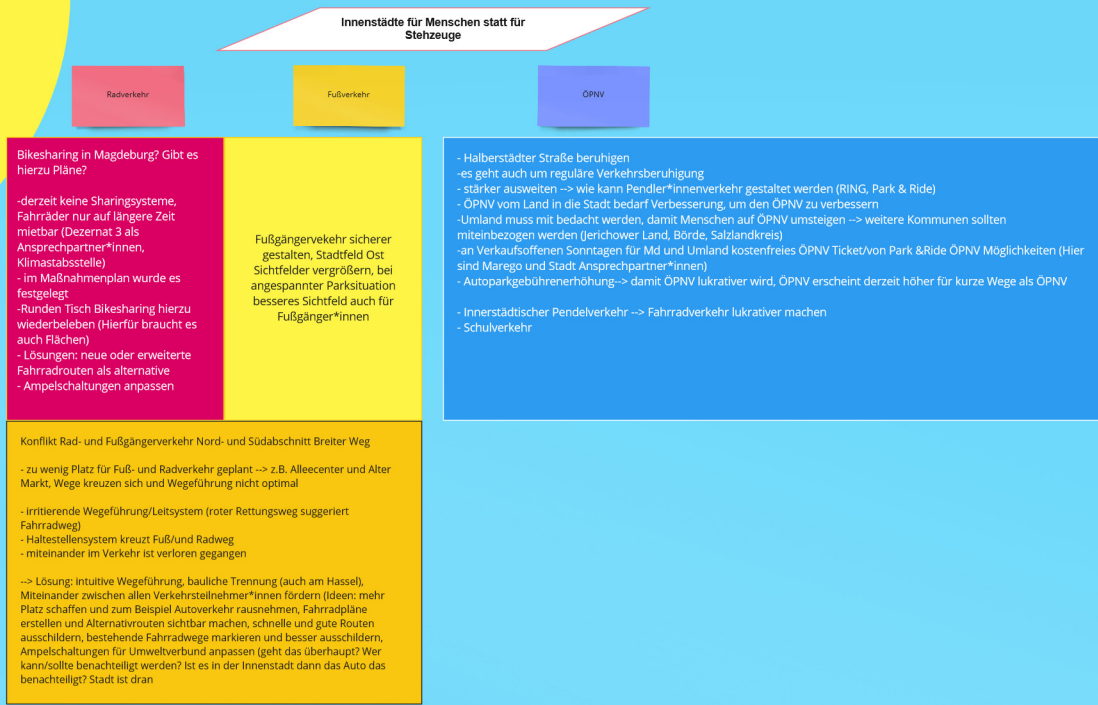 Innenstädte für Menschen statt für
Stehzeuge
Radverkehr
Fußverkehr
ÖPNV
Bikesharing in Magdeburg? Gibt es
hierzu Pläne?
-derzeit keine Sharingsysteme,
Fahrräder nur auf längere Zeit
mietbar (Dezernat 3 als
Ansprechpartner*innen,
Klimastabsstelle)
- im Maßnahmenplan wurde es
festgelegt
-Runden Tisch Bikesharing hierzu
wiederbeleben (Hierfür braucht es
auch Flächen)
- Lösungen: neue oder erweiterte
Fahrradrouten als alternative
- Ampelschaltungen anpassen
Fußgängervekehr sicherer
gestalten, Stadtfeld Ost
Sichtfelder vergrößern, bei
angespannter Parksituation
besseres Sichtfeld auch für
Fußgänger*innen
- Halberstädter Straße beruhigen
-es geht auch um reguläre Verkehrsberuhigung
- stärker ausweiten --> wie kann Pendler*innenverkehr gestaltet werden (RING, Park & Ride)
- ÖPNV vom Land in die Stadt bedarf Verbesserung, um den ÖPNV zu verbessern
-Umland muss mit bedacht werden, damit Menschen auf ÖPNV umsteigen --> weitere Kommunen sollten
miteinbezogen werden (Jerichower Land, Börde, Salzlandkreis)
-an Verkaufsoffenen Sonntagen für Md und Umland kostenfreies ÖPNV Ticket/von Park &Ride ÖPNV Möglichkeiten (Hier
sind Marego und Stadt Ansprechpartner*innen)
- Autoparkgebührenerhöhung--> damit ÖPNV lukrativer wird, ÖPNV erscheint derzeit höher für kurze Wege als ÖPNV
- Innerstädtischer Pendelverkehr --> Fahrradverkehr lukrativer machen
- Schulverkehr
Konflikt Rad- und Fußgängerverkehr Nord- und Südabschnitt Breiter Weg
- zu wenig Platz für Fuß- und Radverkehr geplant --> z.B. Alleecenter und Alter
Markt, Wege kreuzen sich und Wegeführung nicht optimal
- irritierende Wegeführung/Leitsystem (roter Rettungsweg suggeriert
Fahrradweg)
- Haltestellensystem kreuzt Fuß/und Radweg
- miteinander im Verkehr ist verloren gegangen
--> Lösung: intuitive Wegeführung, bauliche Trennung (auch am Hassel),
Miteinander zwischen allen Verkehrsteilnehmer*innen fördern (Ideen: mehr
Platz schaffen und zum Beispiel Autoverkehr rausnehmen, Fahrradpläne
erstellen und Alternativrouten sichtbar machen, schnelle und gute Routen
ausschildern, bestehende Fahrradwege markieren und besser ausschildern,
Ampelschaltungen für Umweltverbund anpassen (geht das überhaupt? Wer
kann/sollte benachteiligt werden? Ist es in der Innenstadt dann das Auto das
benachteiligt? Stadt ist dran